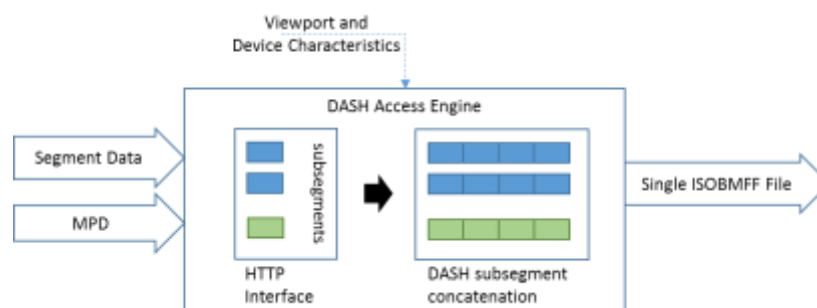 Viewport and
Device Characteristics
DASH Access Engine
Segment Data
MPD
subsegments
Single ISOBMFF File
HTTP
Interface
DASH subsegment
concatenation